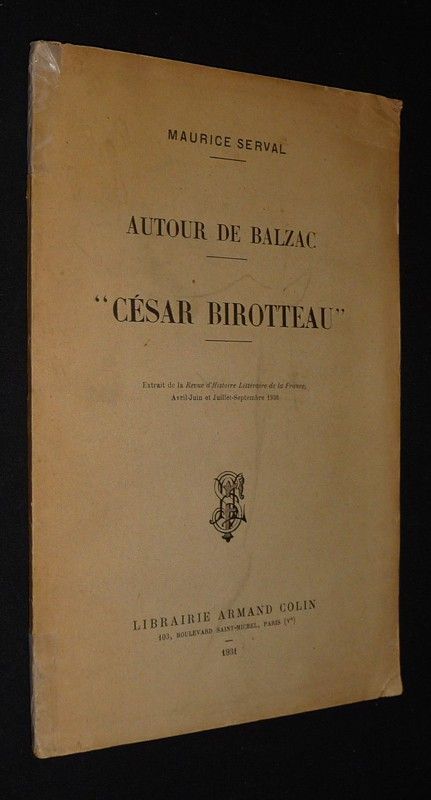 MAURICE SERVAL
AUTOUR DE BALZAC
"CÉSAR BIROTTEAU"
Extrait de la Revue d'Histoire Littéraire de la France,
Avril-Juin et Juillet-Septembre 1930
LIBRAIRIE ARMAND COLIN
103, BOULEVARD SAINT-MICHEL, PARIS (Vᵉ)
1931